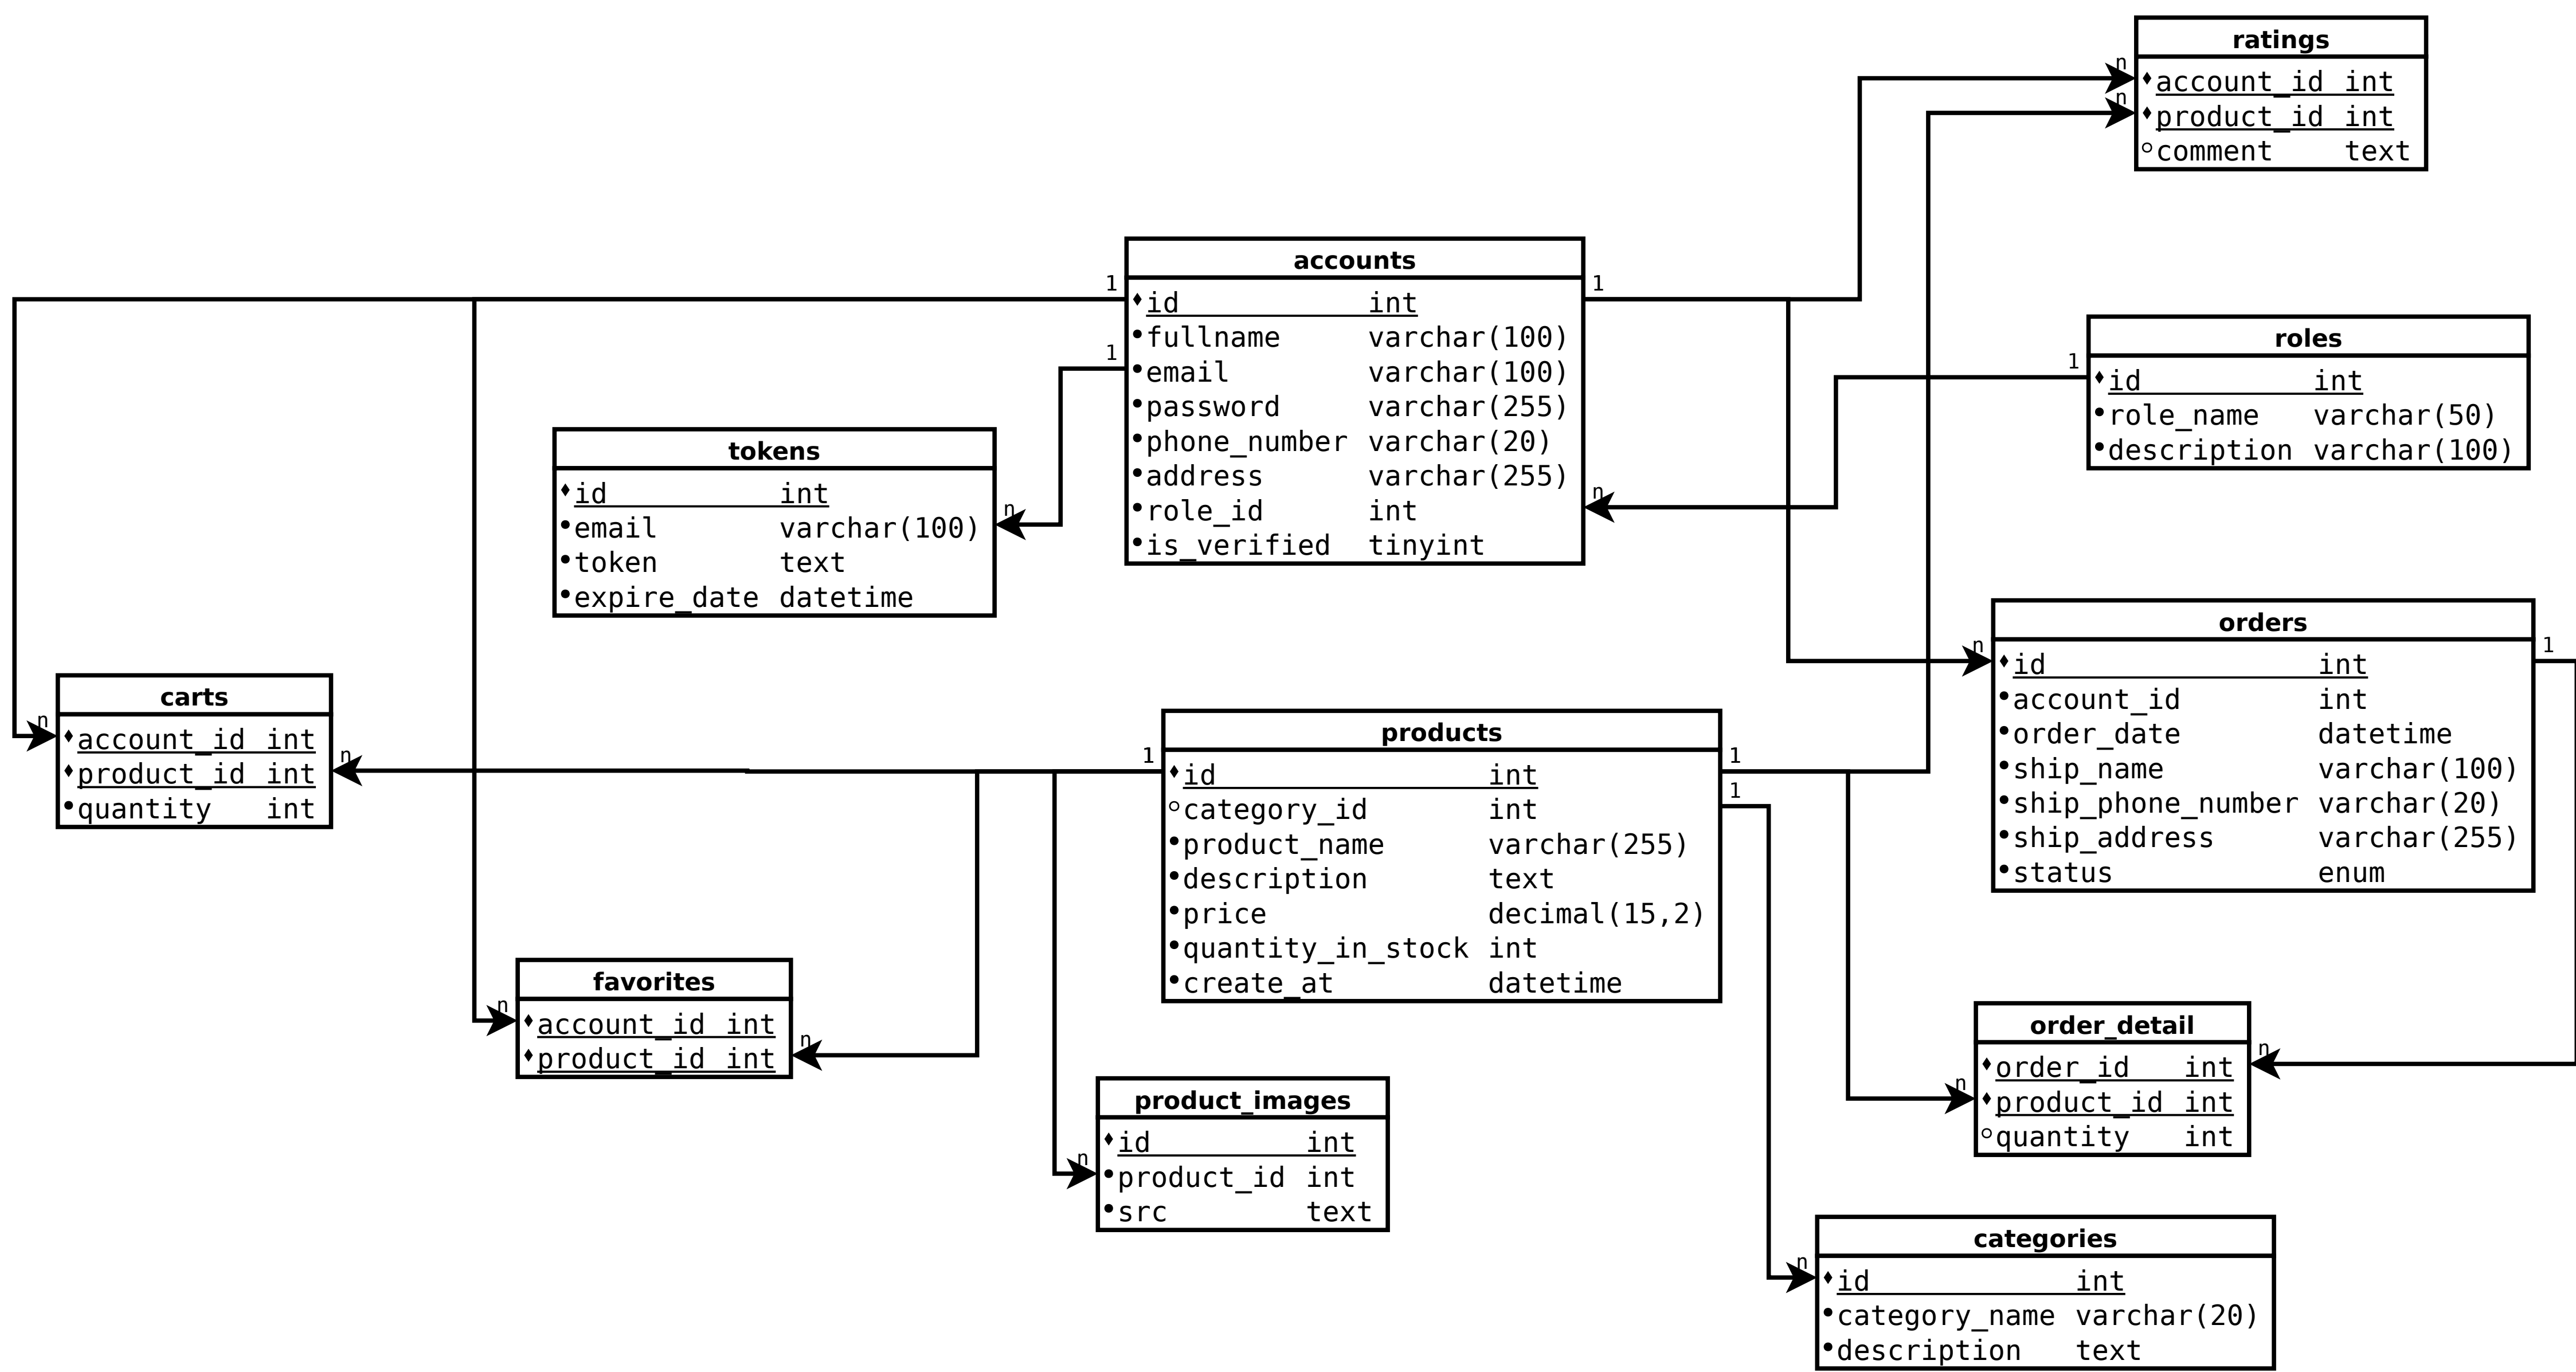 ratings
account_id int
product_id int
comment text
accounts
id int
fullname varchar(100)
email varchar(100)
password varchar(255)
phone_number varchar(20)
address varchar(255)
role_id int
is_verified tinyint
roles
id int
role_name varchar(50)
description varchar(100)
tokens
id int
email varchar(100)
token text
expire_date datetime
orders
id int
account_id int
order_date datetime
ship_name varchar(100)
ship_phone_number varchar(20)
ship_address varchar(255)
status enum
carts
account_id int
product_id int
quantity int
products
id int
category_id int
product_name varchar(255)
description text
price decimal(15,2)
quantity_in_stock int
create_at datetime
favorites
account_id int
product_id int
order_detail
order_id int
product_id int
quantity int
product_images
id int
product_id int
src text
categories
id int
category_name varchar(20)
description text
n
n
1
1
1
n
1
n
n
1
n
n
1
1
1
n
n
n
n
n
n